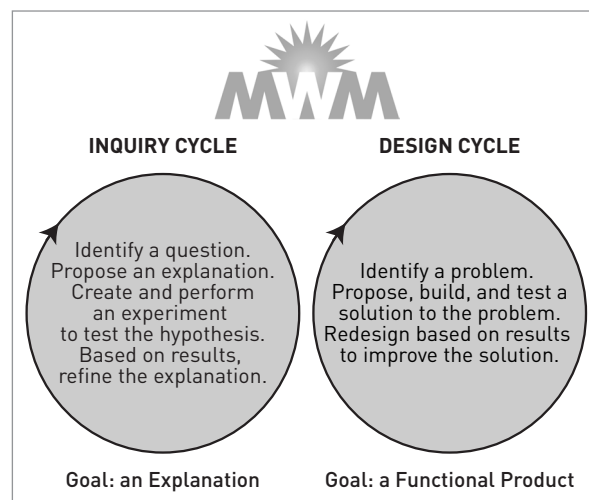 MWM
INQUIRY CYCLE
Identify a question.
Propose an explanation.
Create and perform
an experiment
to test the hypothesis.
Based on results,
refine the explanation.
Goal: an Explanation
DESIGN CYCLE
Identify a problem.
Propose, build, and test a
solution to the problem.
Redesign based on results
to improve the solution.
Goal: a Functional Product